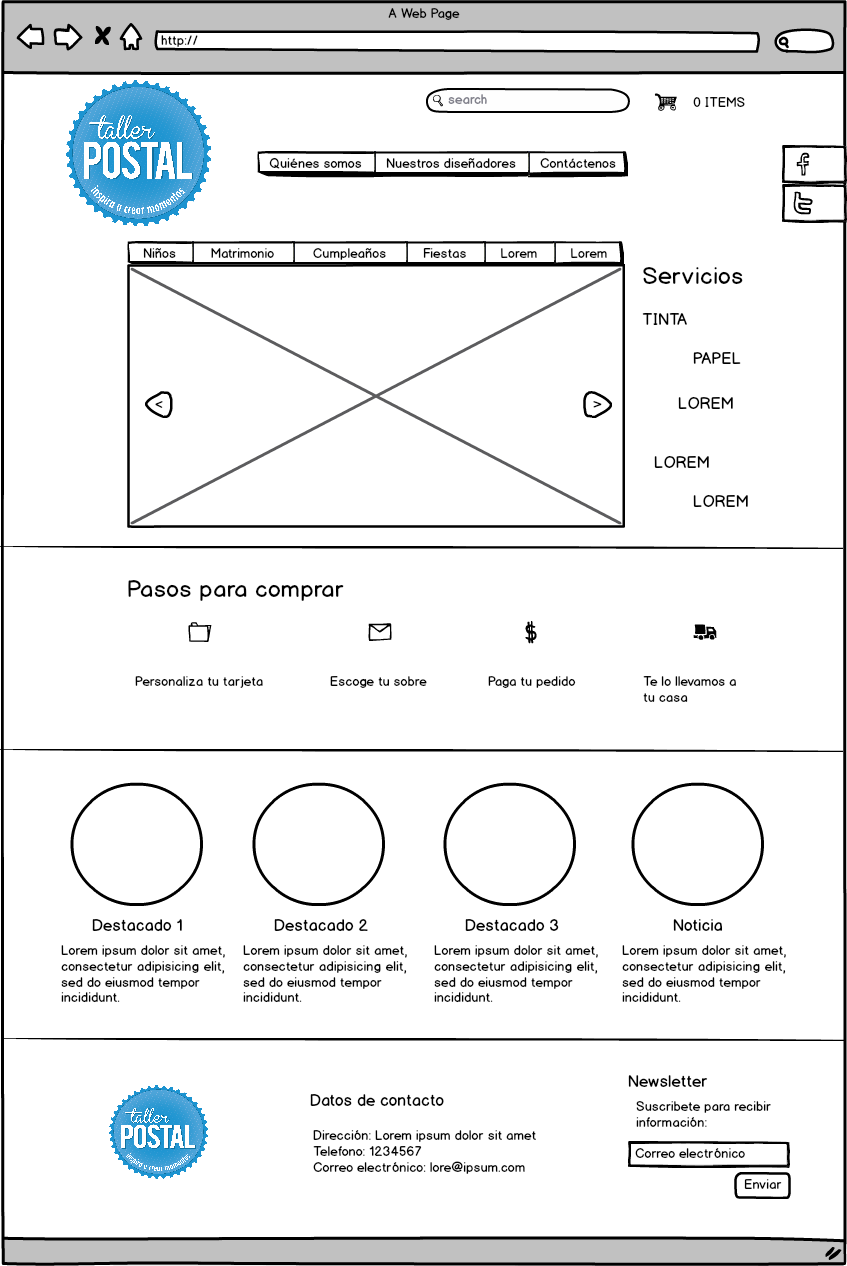 A Web Page
http://
search
0 ITEMS
taller
POSTAL
inspira a crear momentos
Quiénes somos
Nuestros diseñadores
Contáctenos
Niños
Matrimonio
Cumpleaños
Fiestas
Lorem
Lorem
<
>
Servicios
TINTA
PAPEL
LOREM
LOREM
LOREM
Pasos para comprar
Personaliza tu tarjeta
Escoge tu sobre
Paga tu pedido
Te lo llevamos a
tu casa
Destacado 1
Lorem ipsum dolor sit amet,
consectetur adipisicing elit,
sed do eiusmod tempor
incididunt.
Destacado 2
Lorem ipsum dolor sit amet,
consectetur adipisicing elit,
sed do eiusmod tempor
incididunt.
Destacado 3
Lorem ipsum dolor sit amet,
consectetur adipisicing elit,
sed do eiusmod tempor
incididunt.
Noticia
Lorem ipsum dolor sit amet,
consectetur adipisicing elit,
sed do eiusmod tempor
incididunt.
taller
POSTAL
inspira a crear momentos
Datos de contacto
Dirección: Lorem ipsum dolor sit amet
Telefono: 1234567
Correo electrónico: lore@ipsum.com
Newsletter
Suscribete para recibir
información:
Correo electrónico
Enviar